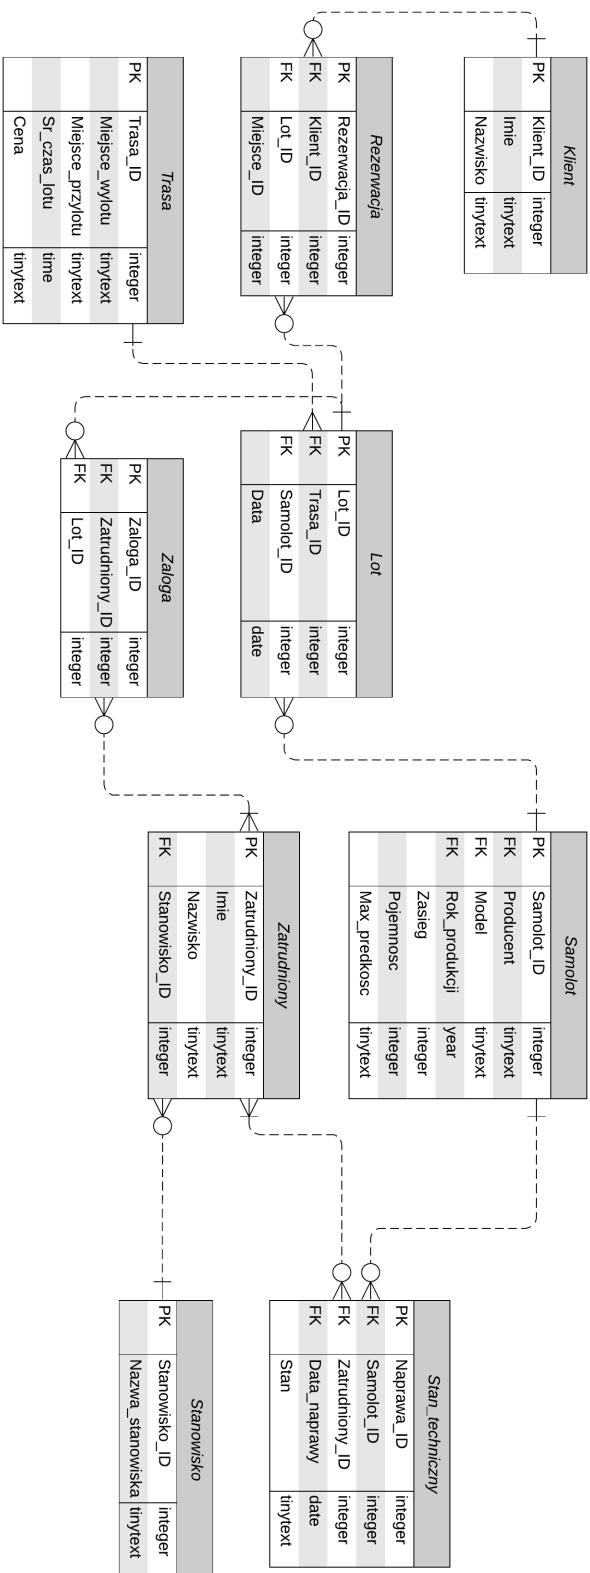 Klient
PK Klient_ID integer
Imie tinytext
Nazwisko tinytext
Rezerwacja
PK Rezerwacja_ID integer
FK Klient_ID integer
FK Lot_ID integer
Miejsce_ID integer
Trasa
PK Trasa_ID integer
Miejsce_wylotu tinytext
Miejsce_przylotu tinytext
Sr_czas_lotu time
Cena tinytext
Lot
PK Lot_ID integer
FK Trasa_ID integer
FK Samolot_ID integer
Data date
Zaloga
PK Zaloga_ID integer
FK Zatrudniony_ID integer
FK Lot_ID integer
Samolot
PK Samolot_ID integer
FK Producent tinytext
FK Model tinytext
FK Rok_produkcji year
Zasieg integer
Pojemnosc integer
Max_predkosc tinytext
Zatrudniony
PK Zatrudniony_ID integer
Imie tinytext
Nazwisko tinytext
FK Stanowisko_ID integer
Stan_techniczny
PK Naprawa_ID integer
FK Samolot_ID integer
FK Zatrudniony_ID integer
FK Data_naprawy date
Stan tinytext
Stanowisko
PK Stanowisko_ID integer
Nazwa_stanowiska tinytext